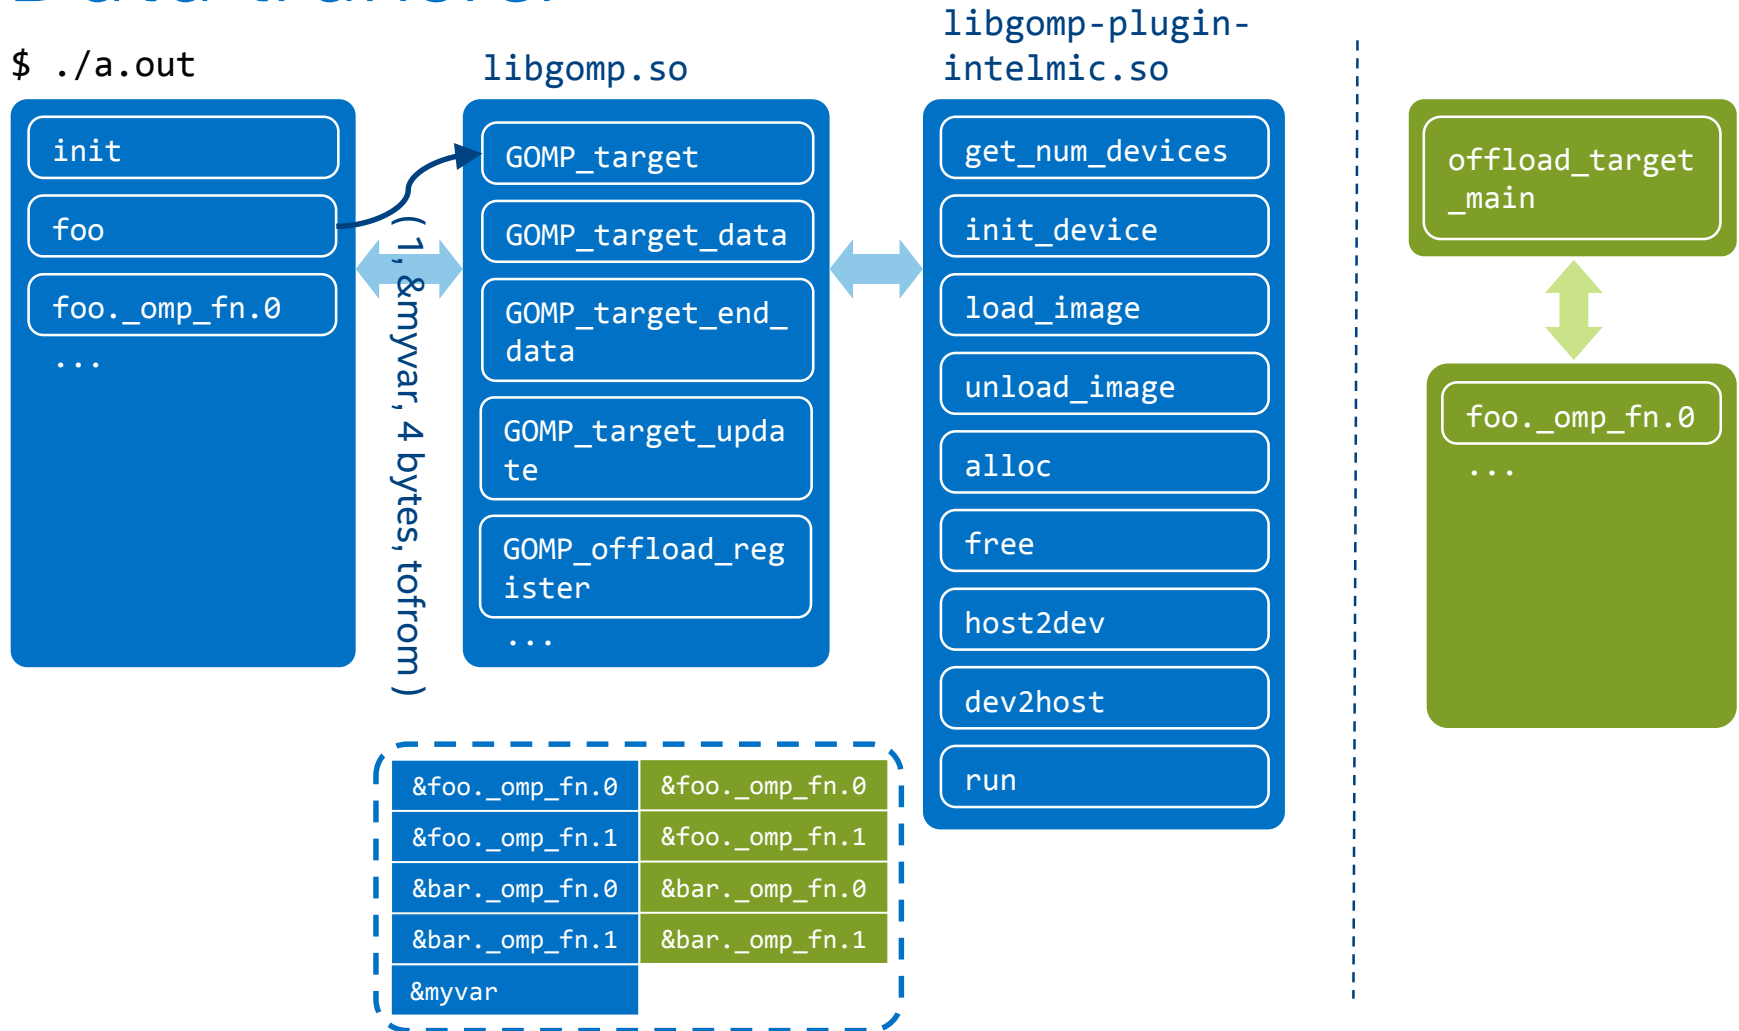 Data transfer
$ ./a.out
init
foo
foo._omp_fn.0
...
( 1, &myvar, 4 bytes, tofrom )
libgomp.so
GOMP_target
GOMP_target_data
GOMP_target_end_
data
GOMP_target_upda
te
GOMP_offload_reg
ister
...
libgomp-plugin-
intelmic.so
get_num_devices
init_device
load_image
unload_image
alloc
free
host2dev
dev2host
run
offload_target
_main
foo._omp_fn.0
...
&foo._omp_fn.0 &foo._omp_fn.0
&foo._omp_fn.1 &foo._omp_fn.1
&bar._omp_fn.0 &bar._omp_fn.0
&bar._omp_fn.1 &bar._omp_fn.1
&myvar